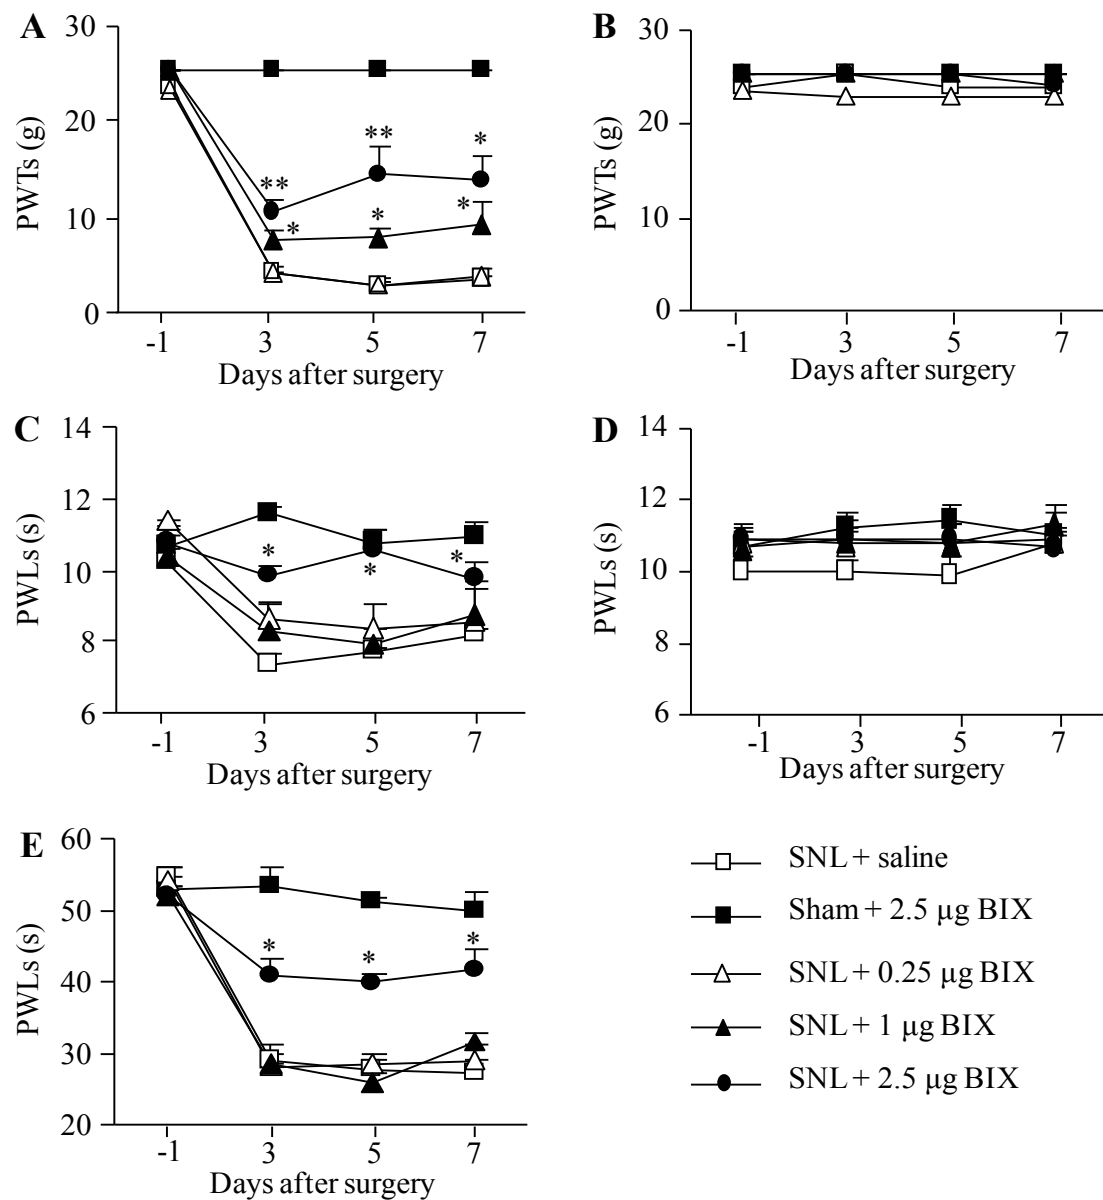 A
PWTs (g)
30
20
10
0
**
*
**
*
*
*
-1 3 5 7
Days after surgery
B
PWTs (g)
30
20
10
0
-1 3 5 7
Days after surgery
C
PWLs (s)
14
12
10
8
6
*
*
*
-1 3 5 7
Days after surgery
D
PWLs (s)
14
12
10
8
6
-1 3 5 7
Days after surgery
E
PWLs (s)
60
50
40
30
20
*
*
*
-1 3 5 7
Days after surgery
SNL + saline
Sham + 2.5 μg BIX
SNL + 0.25 μg BIX
SNL + 1 μg BIX
SNL + 2.5 μg BIX